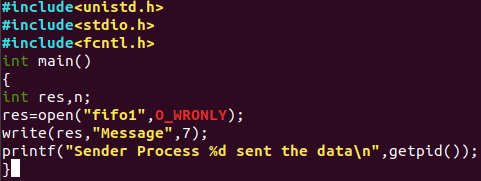 #include<unistd.h>
#include<stdio.h>
#include<fcntl.h>
int main()
{
int res,n;
res=open("fifo1",O_WRONLY);
write(res,"Message",7);
printf("Sender Process %d sent the data\n",getpid());
}